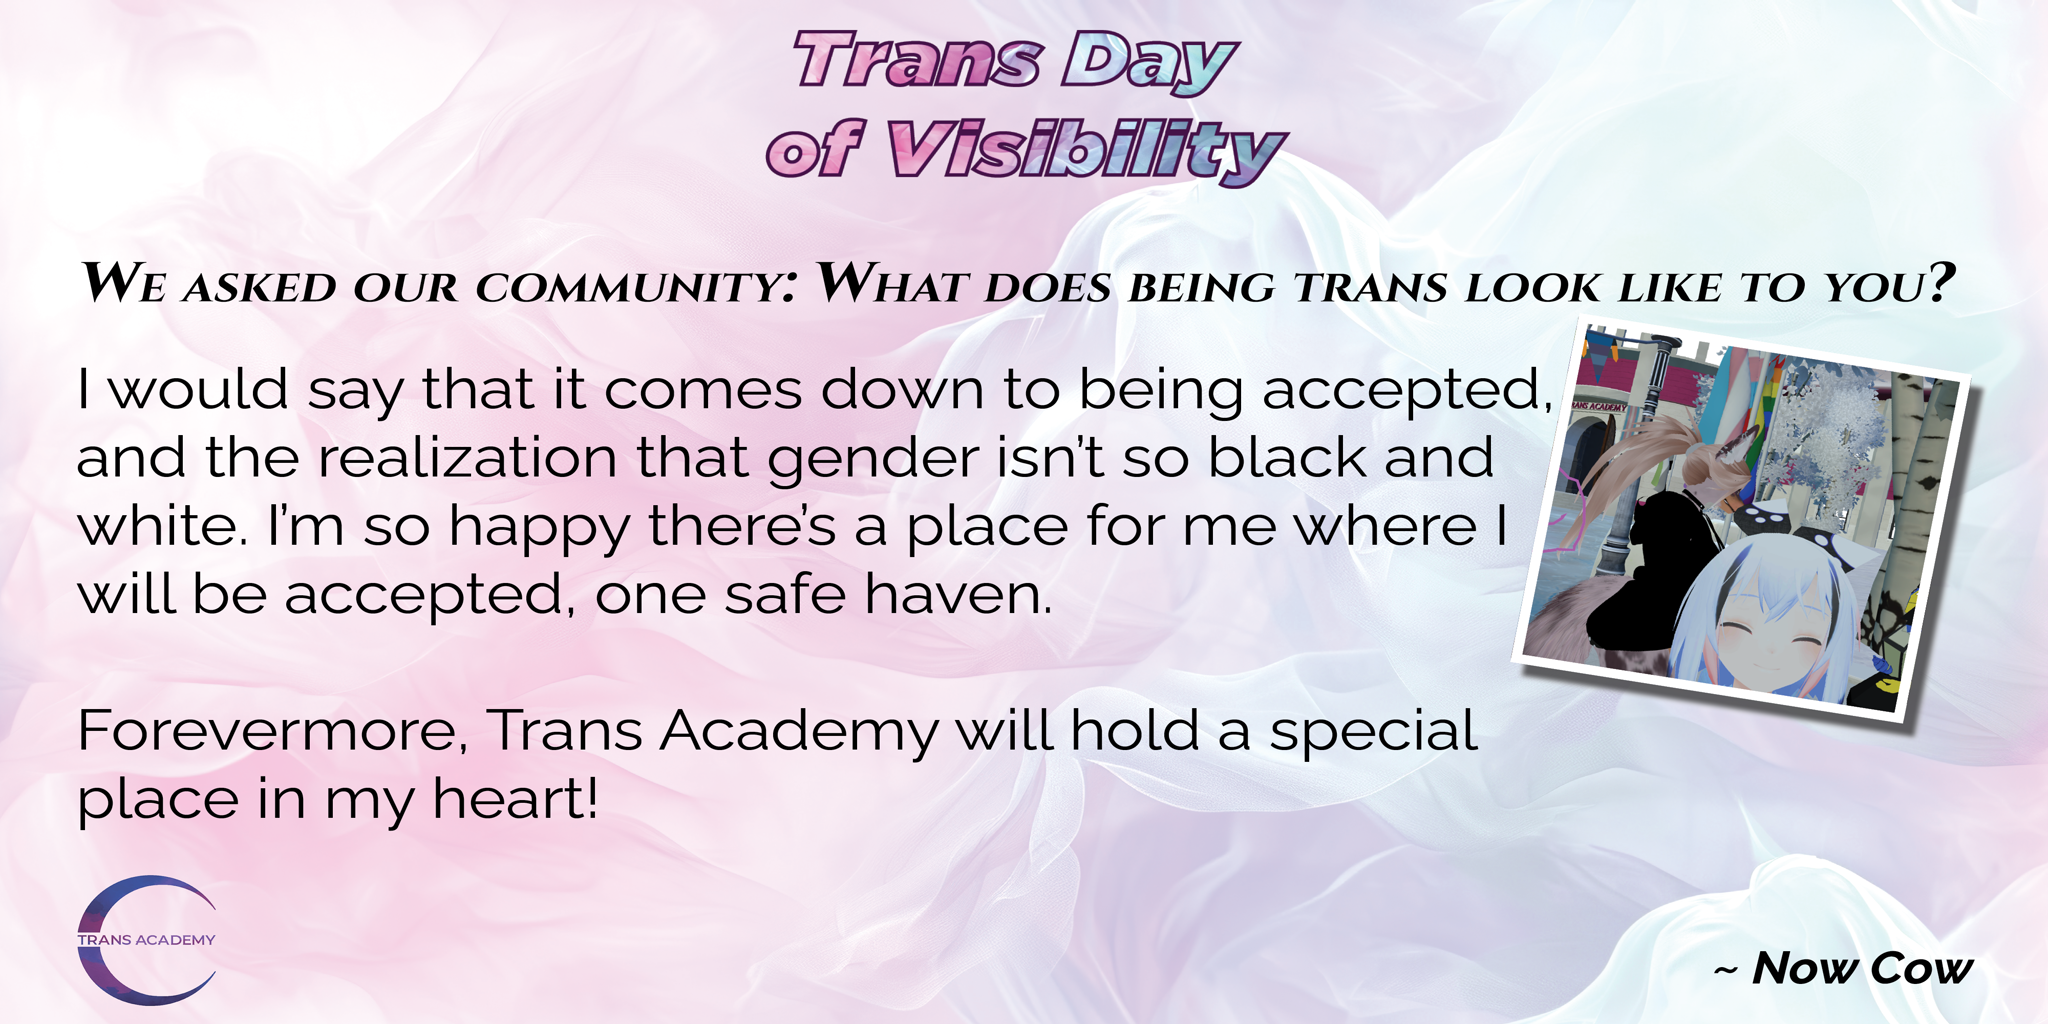 Trans Day
of Visibility
We asked our community: What does being trans look like to you?
I would say that it comes down to being accepted,
and the realization that gender isn't so black and
white. I'm so happy there's a place for me where I
will be accepted, one safe haven.
Forevermore, Trans Academy will hold a special
place in my heart!
TRANS ACADEMY
TRANS ACADEMY
~ Now Cow